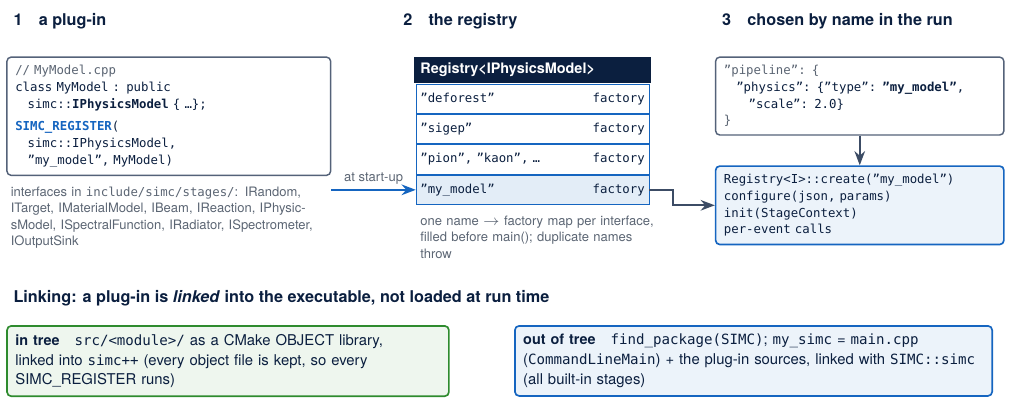 1 a plug-in
// MyModel.cpp
class MyModel : public
simc::IPhysicsModel { …};
SIMC_REGISTER(
simc::IPhysicsModel,
”my_model”, MyModel)
interfaces in include/simc/stages/: IRandom,
ITarget, IMaterialModel, IBeam, IReaction, IPhysic-
sModel, ISpectralFunction, IRadiator, ISpectrometer,
IOutputSink
at start-up
2 the registry
Registry<IPhysicsModel>
”deforest” factory
”sigep” factory
”pion”, ”kaon”, … factory
”my_model” factory
one name → factory map per interface,
filled before main(); duplicate names
throw
3 chosen by name in the run
”pipeline”: {
”physics”: {”type”: ”my_model”,
”scale”: 2.0}
}
Registry<I>::create(”my_model”)
configure(json, params)
init(StageContext)
per-event calls
Linking: a plug-in is linked into the executable, not loaded at run time
in tree src/<module>/ as a CMake OBJECT library,
linked into simc++ (every object file is kept, so every
SIMC_REGISTER runs)
out of tree find_package(SIMC); my_simc = main.cpp
(CommandLineMain) + the plug-in sources, linked with SIMC::simc
(all built-in stages)